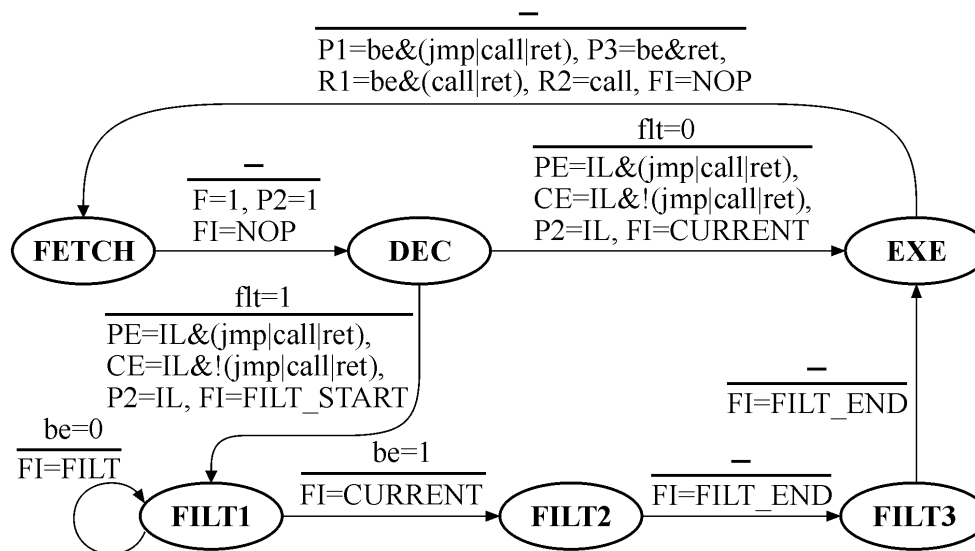 –
P1=be&(jmp|call|ret), P3=be&ret,
R1=be&(call|ret), R2=call, FI=NOP
flt=0
PE=IL&(jmp|call|ret),
CE=IL&!(jmp|call|ret),
P2=IL, FI=CURRENT
–
F=1, P2=1
FI=NOP
FETCH
DEC
EXE
flt=1
PE=IL&(jmp|call|ret),
CE=IL&!(jmp|call|ret),
P2=IL, FI=FILT_START
–
FI=FILT_END
be=0
FI=FILT
be=1
FI=CURRENT
–
FI=FILT_END
FILT1
FILT2
FILT3